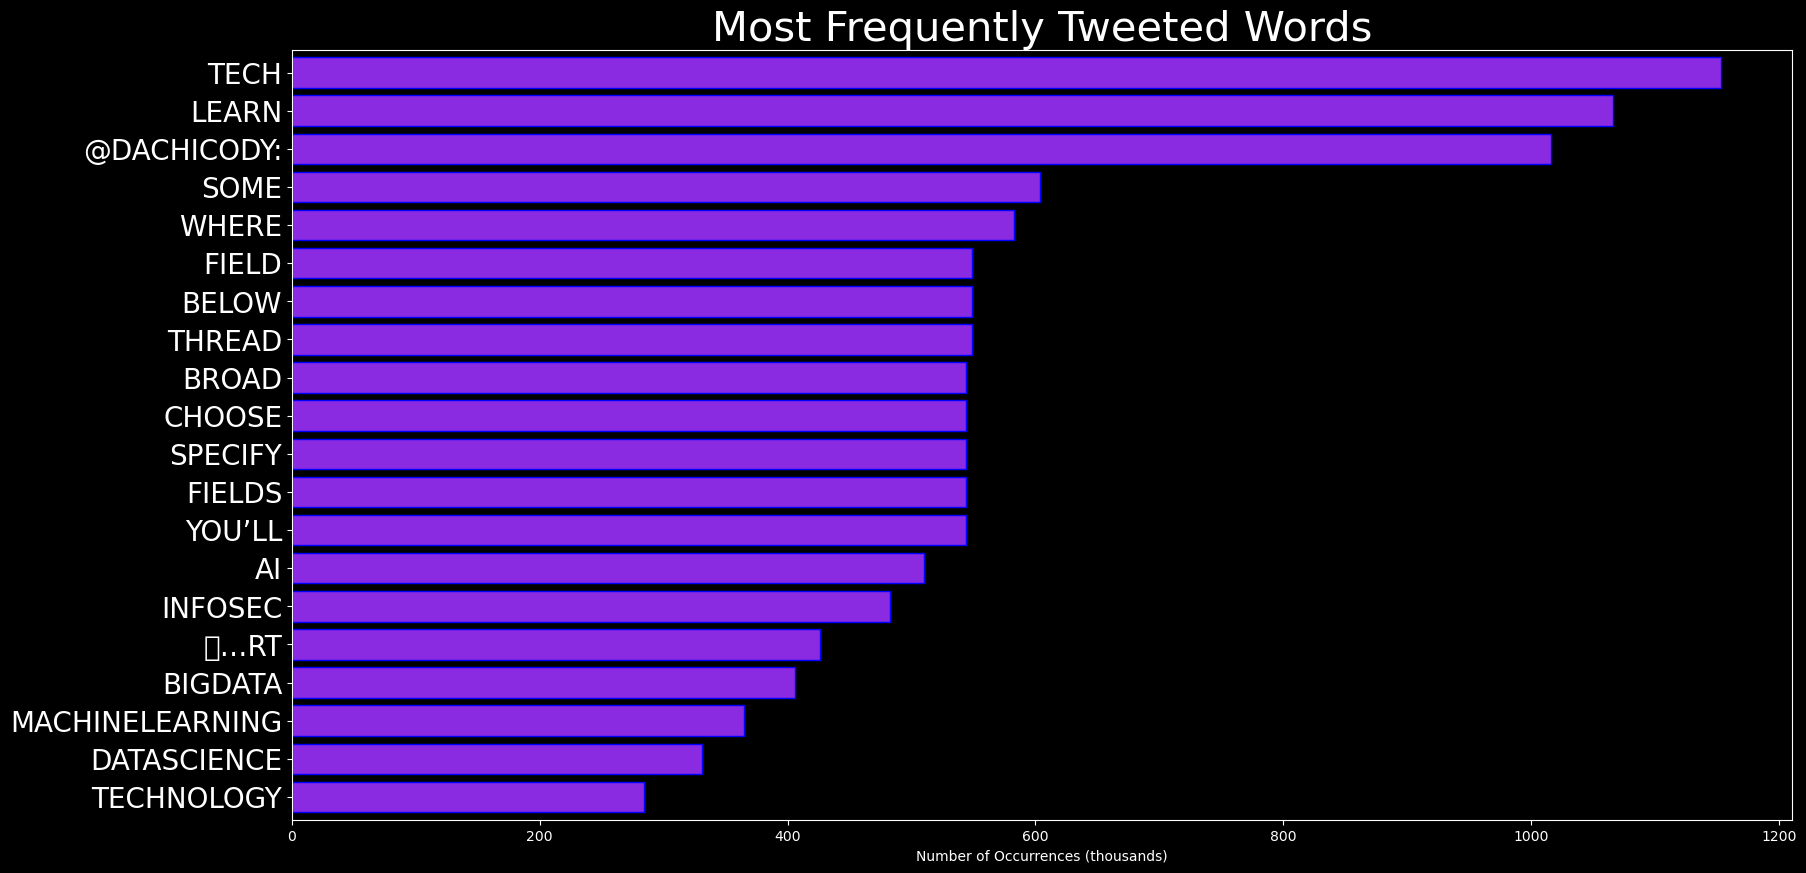 Most Frequently Tweeted Words
TECH
LEARN
@DACHICODY:
SOME
WHERE
FIELD
BELOW
THREAD
BROAD
CHOOSE
SPECIFY
FIELDS
YOU’LL
AI
INFOSEC
▯…RT
BIGDATA
MACHINELEARNING
DATASCIENCE
TECHNOLOGY
0 200 400 600 800 1000 1200
Number of Occurrences (thousands)